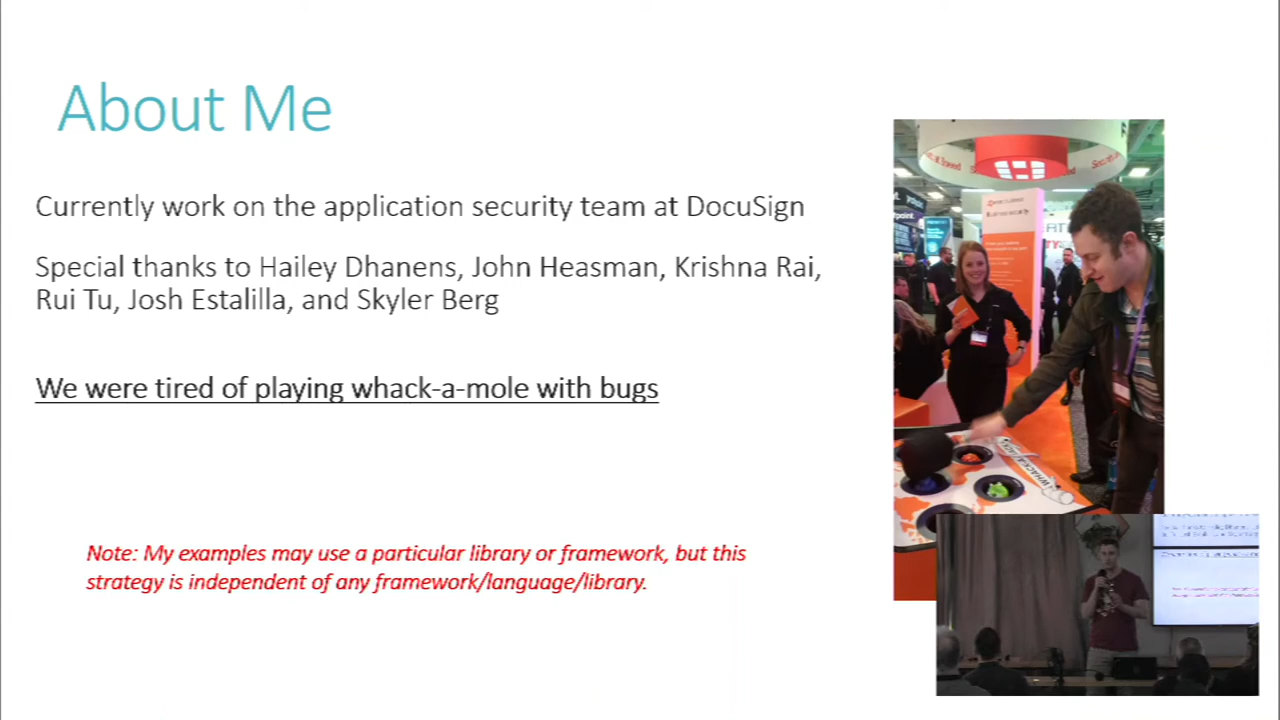 About Me
Currently work on the application security team at DocuSign
Special thanks to Hailey Dhanens, John Heasman, Krishna Rai,
Rui Tu, Josh Estalilla, and Skyler Berg
We were tired of playing whack-a-mole with bugs
Note: My examples may use a particular library or framework, but this
strategy is independent of any framework/language/library.